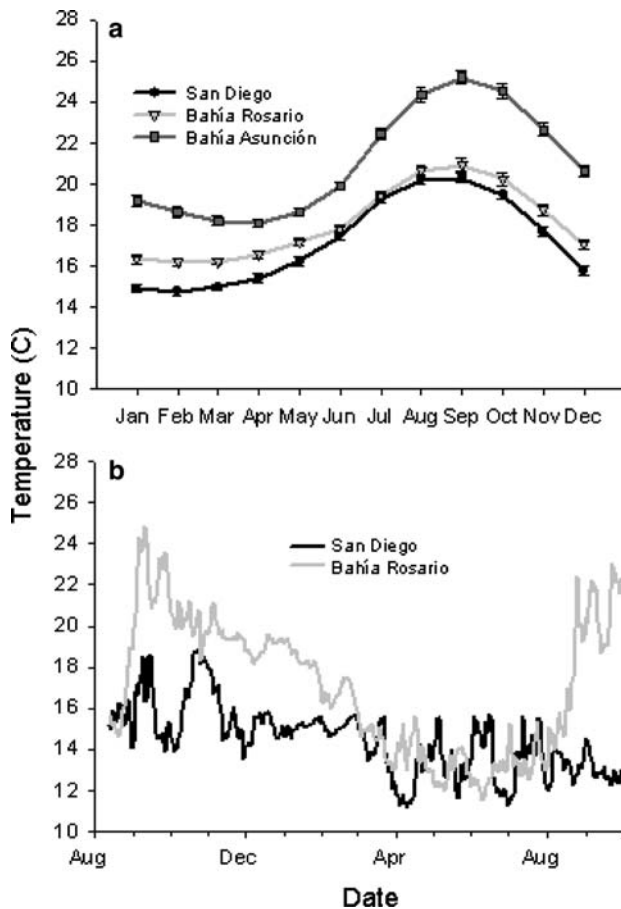 28
a
26
24
22
20
18
16
14
12
10
San Diego
Bahía Rosario
Bahía Asunción
Jan Feb Mar Apr May Jun Jul Aug Sep Oct Nov Dec
Temperature (C)
28
b
26
24
22
20
18
16
14
12
10
San Diego
Bahía Rosario
Aug Dec Apr Aug
Date